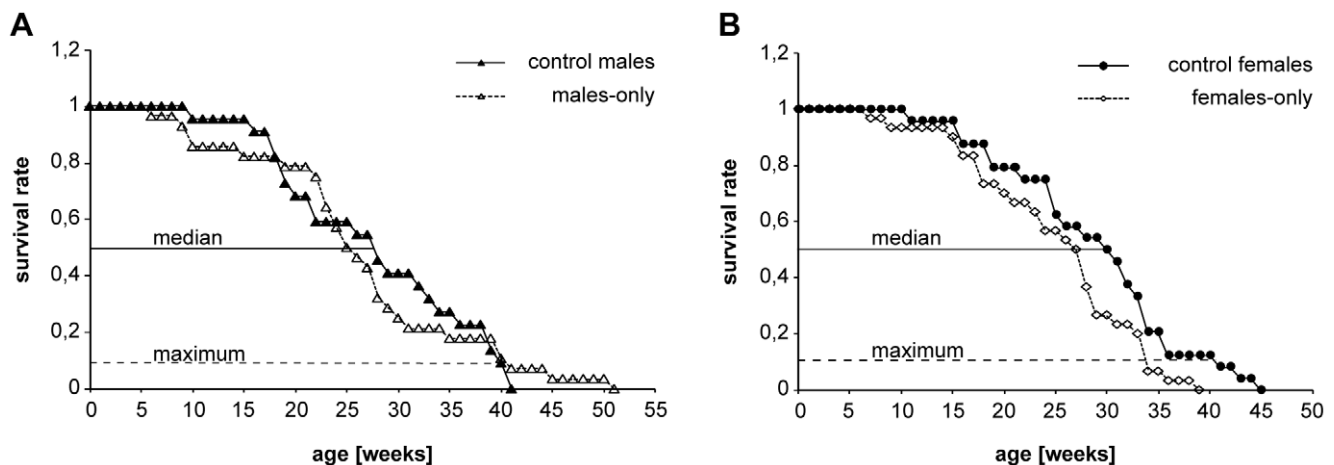 A
1,2
1
0,8
0,6
0,4
0,2
0
survival rate
control males
males-only
median
maximum
0 5 10 15 20 25 30 35 40 45 50 55
age [weeks]
B
1,2
1
0,8
0,6
0,4
0,2
0
survival rate
control females
females-only
median
maximum
0 5 10 15 20 25 30 35 40 45 50
age [weeks]